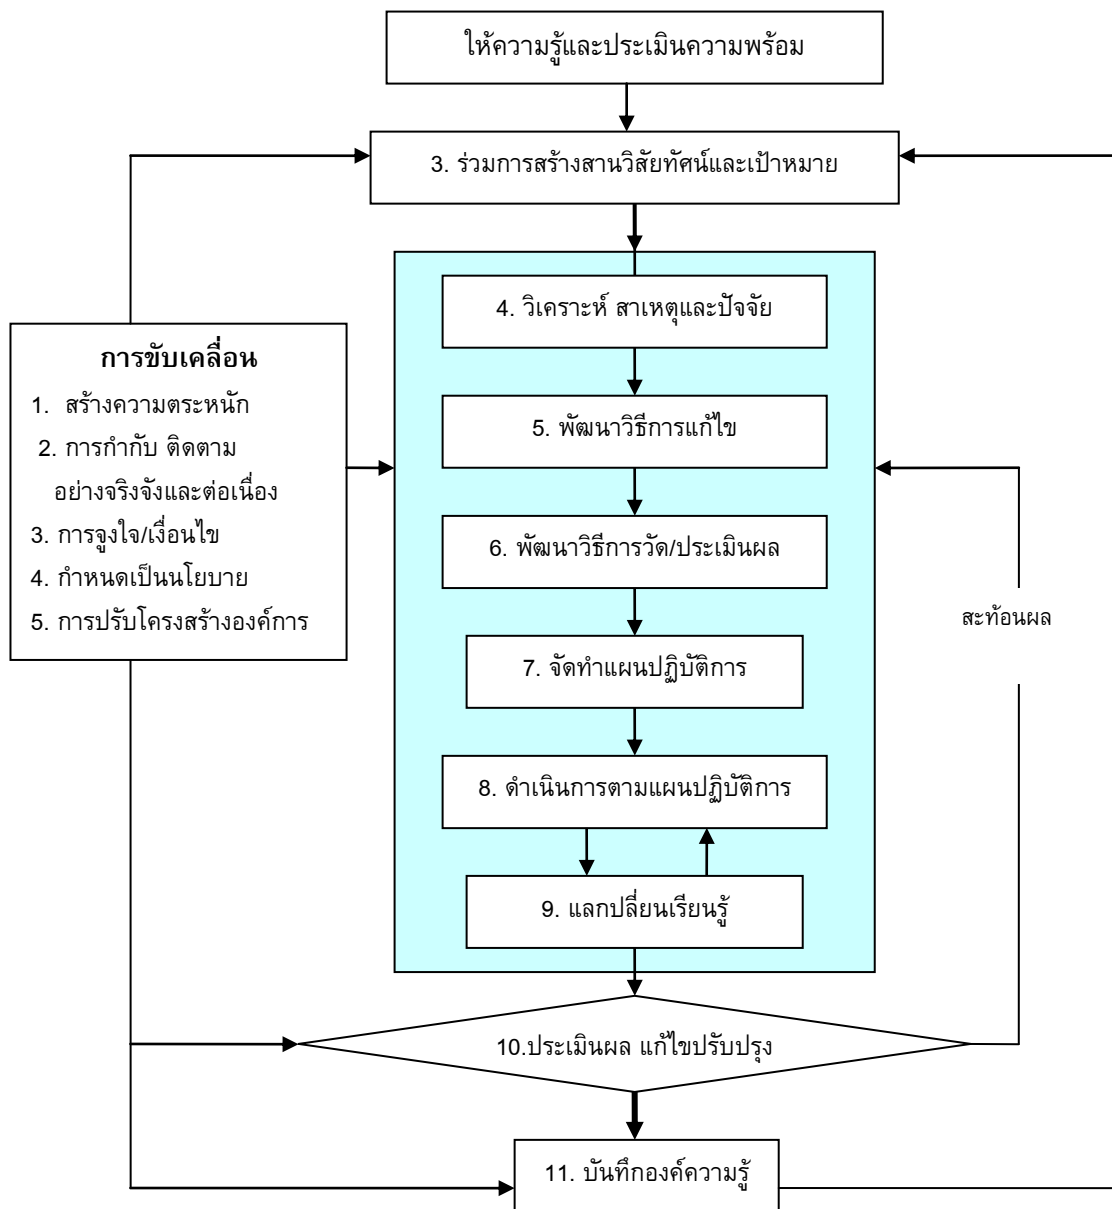 ให้ความรู้และประเมินความพร้อม
3. ร่วมการสร้างสานวิสัยทัศน์และเป้าหมาย
4. วิเคราะห์ สาเหตุและปัจจัย
การขับเคลื่อน
1. สร้างความตระหนัก
2. การกำกับ ติดตาม
อย่างจริงจังและต่อเนื่อง
3. การจูงใจ/เงื่อนไข
4. กำหนดเป็นนโยบาย
5. การปรับโครงสร้างองค์การ
5. พัฒนาวิธีการแก้ไข
6. พัฒนาวิธีการวัด/ประเมินผล
7. จัดทำแผนปฏิบัติการ
8. ดำเนินการตามแผนปฏิบัติการ
9. แลกปลี่ยนเรียนรู้
สะท้อนผล
10.ประเมินผล แก้ไขปรับปรุง
11. บันทึกองค์ความรู้